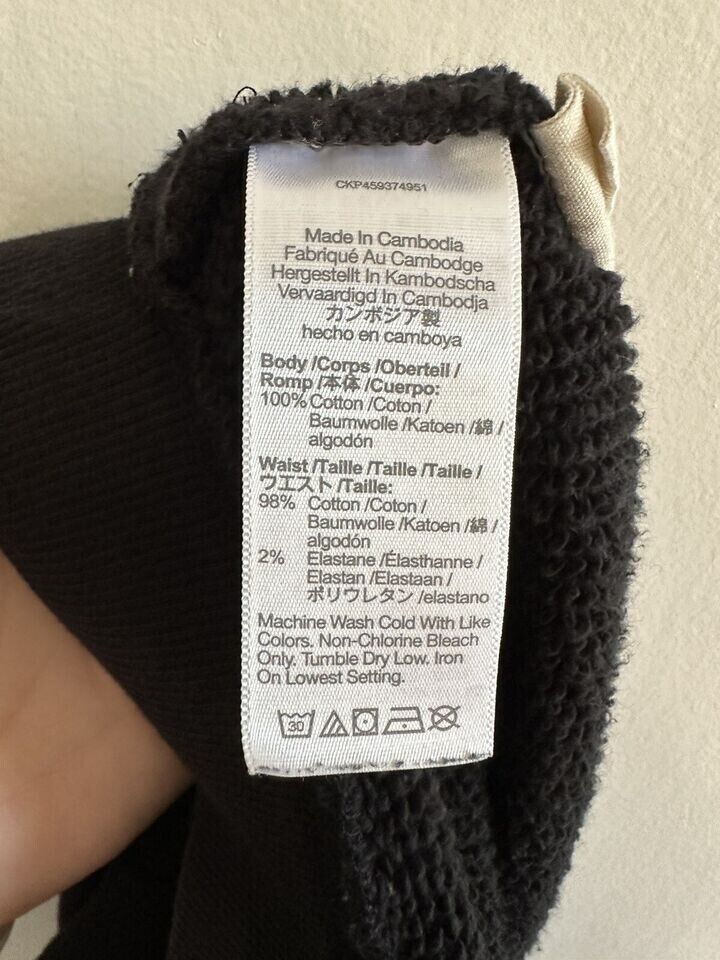 CKP459374951
Made In Cambodia
Fabriqué Au Cambodge
Hergestellt In Kambodscha
Vervaardigd In Cambodja
カンボジア製
hecho en camboya
Body /Corps /Oberteil /
Romp /本体 /Cuerpo:
100% Cotton /Coton /
Baumwolle /Katoen /綿 /
algodón
Waist /Taille /Taille /Taille /
ウエスト /Taille:
98% Cotton /Coton /
Baumwolle /Katoen /綿 /
algodón
2% Elastane /Élasthanne /
Elastan /Elastaan /
ポリウレタン /elastano
Machine Wash Cold With Like
Colors. Non-Chlorine Bleach
Only. Tumble Dry Low. Iron
On Lowest Setting.
30